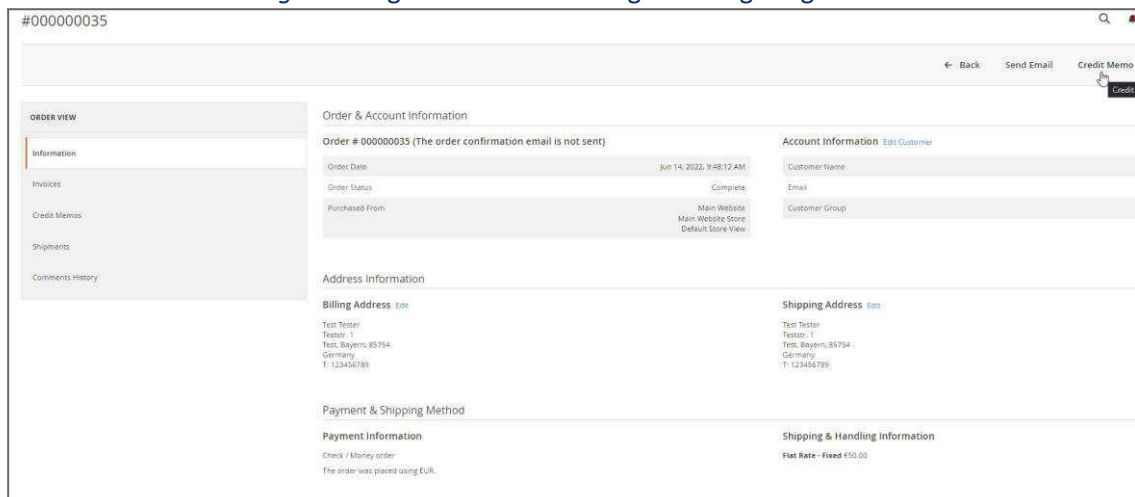 #000000035
← Back Send Email Credit Memo
Credit
ORDER VIEW
Information
Invoices
Credit Memos
Shipments
Comments History
Order & Account Information
Order # 000000035 (The order confirmation email is not sent)
Order Date Jun 14, 2022, 9:48:12 AM
Order Status Complete
Purchased From Main Website
Main Website Store
Default Store View
Account Information Edit Customer
Customer Name
Email
Customer Group
Address Information
Billing Address Edit
Test Tester
Teststr. 1
Test, Bayern, 85754
Germany
T: 123456789
Shipping Address Edit
Test Tester
Teststr. 1
Test, Bayern, 85754
Germany
T: 123456789
Payment & Shipping Method
Payment Information
Check / Money order
The order was placed using EUR.
Shipping & Handling Information
Flat Rate - Fixed €50.00